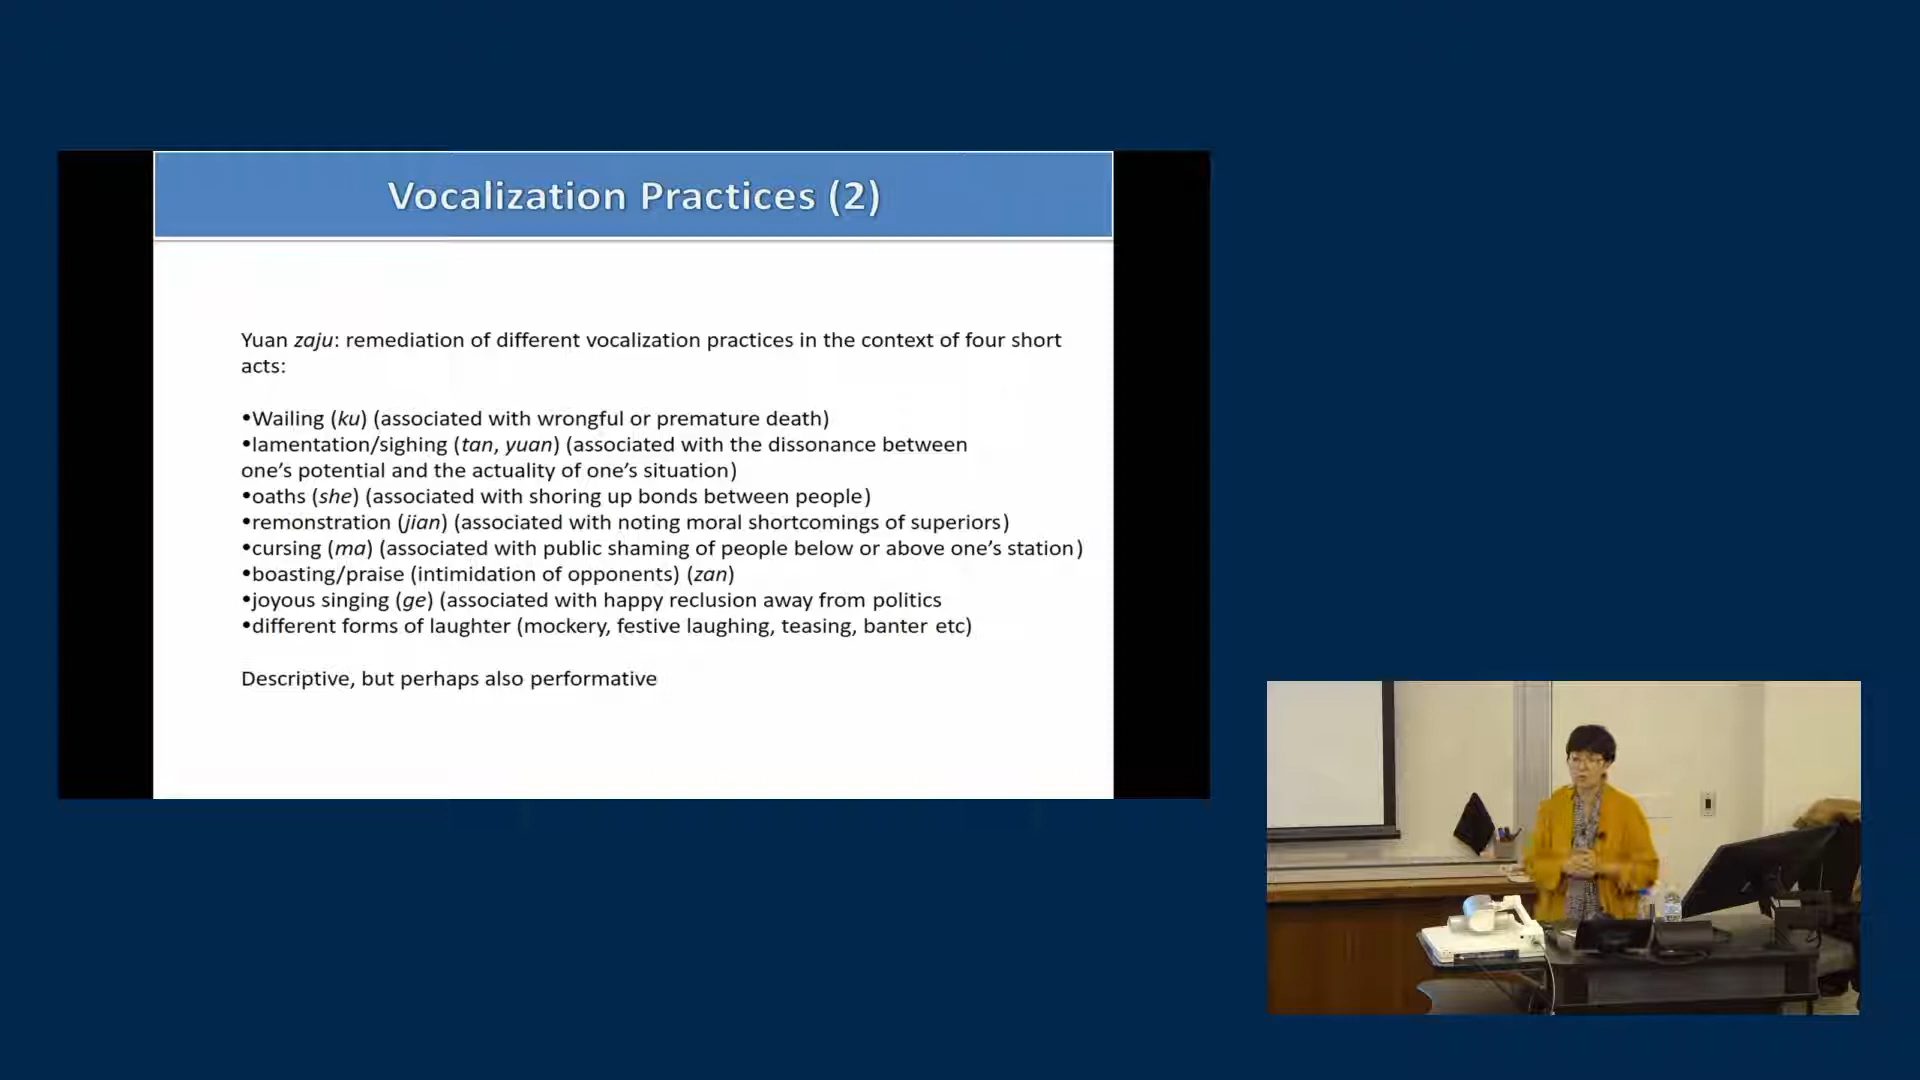 Vocalization Practices (2)
Yuan zaju: remediation of different vocalization practices in the context of four short
acts:
•Wailing (ku) (associated with wrongful or premature death)
•lamentation/sighing (tan, yuan) (associated with the dissonance between
one’s potential and the actuality of one’s situation)
•oaths (she) (associated with shoring up bonds between people)
•remonstration (jian) (associated with noting moral shortcomings of superiors)
•cursing (ma) (associated with public shaming of people below or above one’s station)
•boasting/praise (intimidation of opponents) (zan)
•joyous singing (ge) (associated with happy reclusion away from politics
•different forms of laughter (mockery, festive laughing, teasing, banter etc)
Descriptive, but perhaps also performative